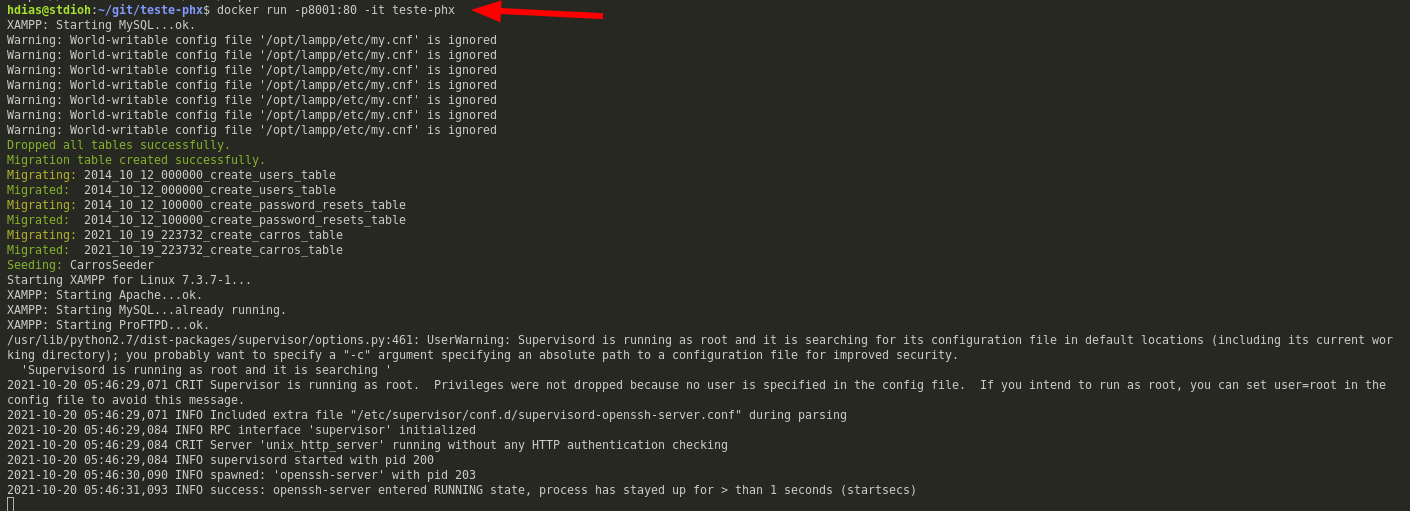 hdias@stdioh:~/git/teste-phx$ docker run -p8001:80 -it teste-phx
XAMPP: Starting MySQL...ok.
Warning: World-writable config file '/opt/lampp/etc/my.cnf' is ignored
Warning: World-writable config file '/opt/lampp/etc/my.cnf' is ignored
Warning: World-writable config file '/opt/lampp/etc/my.cnf' is ignored
Warning: World-writable config file '/opt/lampp/etc/my.cnf' is ignored
Warning: World-writable config file '/opt/lampp/etc/my.cnf' is ignored
Warning: World-writable config file '/opt/lampp/etc/my.cnf' is ignored
Warning: World-writable config file '/opt/lampp/etc/my.cnf' is ignored
Dropped all tables successfully.
Migration table created successfully.
Migrating: 2014_10_12_000000_create_users_table
Migrated:  2014_10_12_000000_create_users_table
Migrating: 2014_10_12_100000_create_password_resets_table
Migrated:  2014_10_12_100000_create_password_resets_table
Migrating: 2021_10_19_223732_create_carros_table
Migrated:  2021_10_19_223732_create_carros_table
Seeding: CarrosSeeder
Starting XAMPP for Linux 7.3.7-1...
XAMPP: Starting Apache...ok.
XAMPP: Starting MySQL...already running.
XAMPP: Starting ProFTPD...ok.
/usr/lib/python2.7/dist-packages/supervisor/options.py:461: UserWarning: Supervisord is running as root and it is searching for its configuration file in default locations (including its current wor
king directory); you probably want to specify a "-c" argument specifying an absolute path to a configuration file for improved security.
  'Supervisord is running as root and it is searching '
2021-10-20 05:46:29,071 CRIT Supervisor is running as root.  Privileges were not dropped because no user is specified in the config file.  If you intend to run as root, you can set user=root in the
config file to avoid this message.
2021-10-20 05:46:29,071 INFO Included extra file "/etc/supervisor/conf.d/supervisord-openssh-server.conf" during parsing
2021-10-20 05:46:29,084 INFO RPC interface 'supervisor' initialized
2021-10-20 05:46:29,084 CRIT Server 'unix_http_server' running without any HTTP authentication checking
2021-10-20 05:46:29,084 INFO supervisord started with pid 200
2021-10-20 05:46:30,090 INFO spawned: 'openssh-server' with pid 203
2021-10-20 05:46:31,093 INFO success: openssh-server entered RUNNING state, process has stayed up for > than 1 seconds (startsecs)